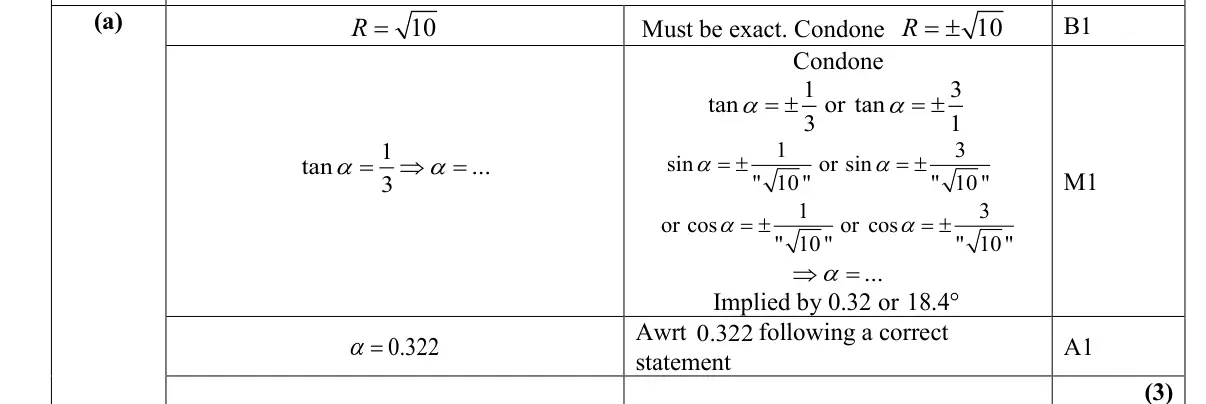 (a)
R = √10
Must be exact. Condone R = ±√10
B1
tan α = 1/3 ⇒ α = ...
Condone
tan α = ± 1/3 or tan α = ± 3/1
sin α = ± 1/"√10" or sin α = ± 3/"√10"
or cos α = ± 1/"√10" or cos α = ± 3/"√10"
⇒ α = ...
Implied by 0.32 or 18.4°
M1
α = 0.322
Awrt 0.322 following a correct
statement
A1
(3)